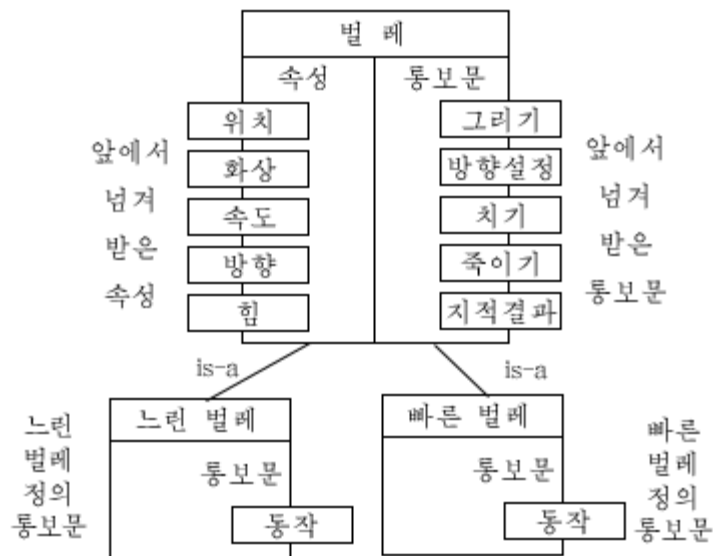 벌 레
속성
통보문
위치
화상
속도
방향
힘
그리기
방향설정
치기
죽이기
지적결과
앞에서
넘겨
받은
속성
앞에서
넘겨
받은
통보문
is-a
is-a
느린 벌레
통보문
동작
빠른 벌레
통보문
동작
느린
벌레
정의
통보문
빠른
벌레
정의
통보문